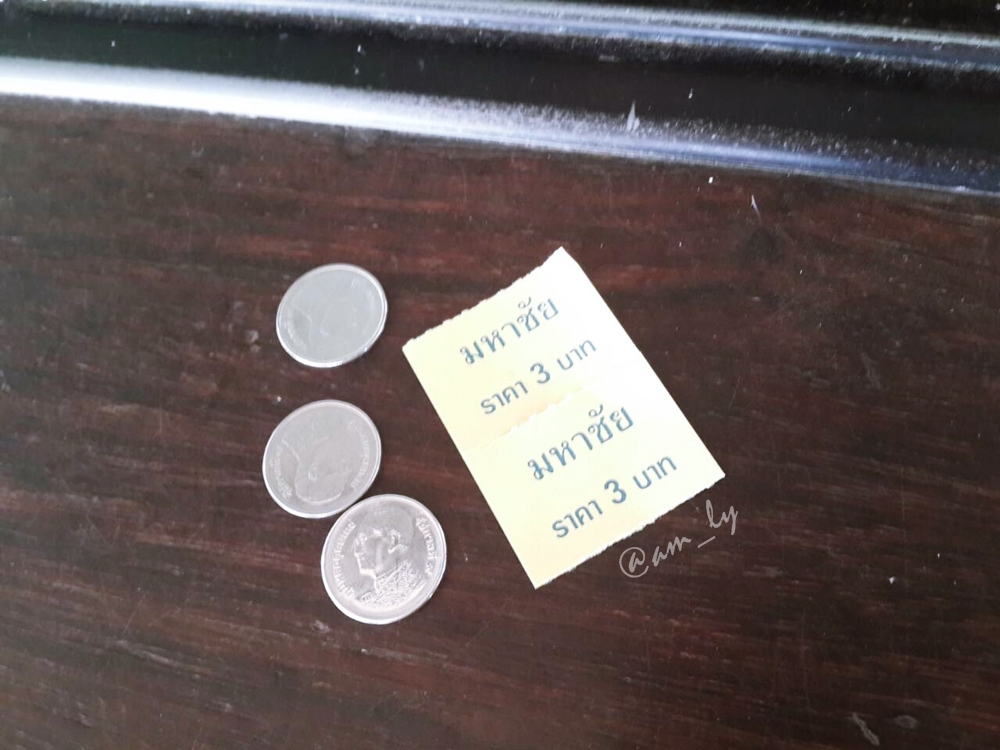 มหาชัย
ราคา 3 บาท
มหาชัย
ราคา 3 บาท
@am_ly